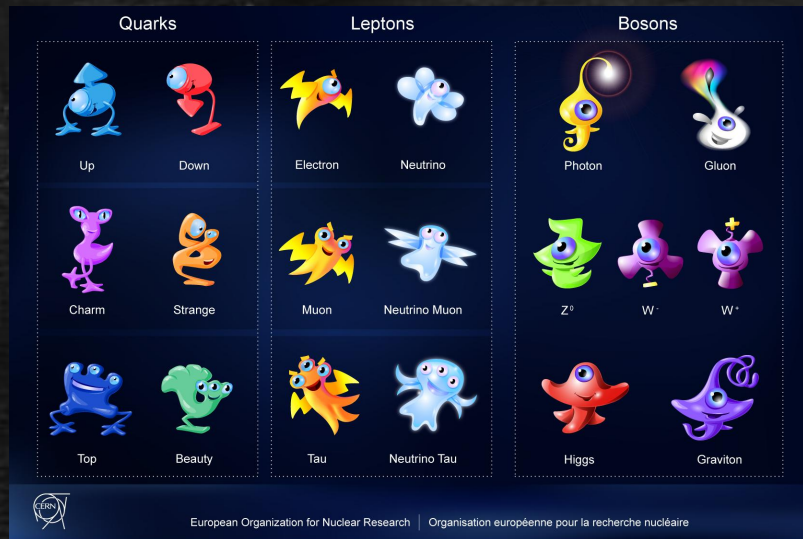 Quarks Leptons Bosons
Up Down Electron Neutrino Photon Gluon
Charm Strange Muon Neutrino Muon Z⁰ W⁻ W⁺
Top Beauty Tau Neutrino Tau Higgs Graviton
CERN
European Organization for Nuclear Research | Organisation européenne pour la recherche nucléaire